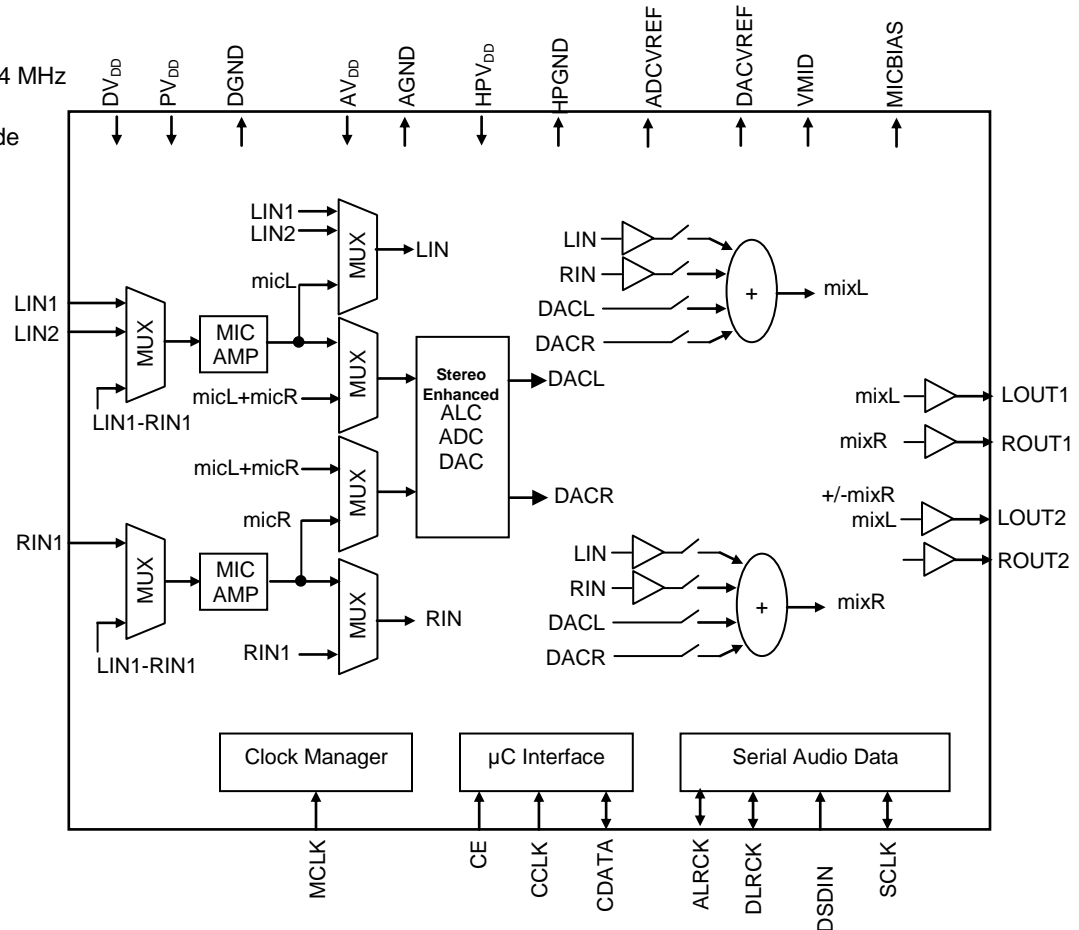 4 MHz
de
DVDD
PVDD
DGND
AVDD
AGND
HPVDD
HPGND
ADCVREF
DACVREF
VMID
MICBIAS
LIN1
LIN2
MUX
LIN
micL
LIN
RIN
DACL
DACR
+
mixL
LIN1
LIN2
MUX
MIC
AMP
LIN1-RIN1
MUX
micL+micR
Stereo
Enhanced
ALC
ADC
DAC
DACL
DACR
micL+micR
micR
MUX
mixL
LOUT1
mixR
ROUT1
+/-mixR
mixL
LOUT2
ROUT2
RIN1
MUX
MIC
AMP
LIN1-RIN1
MUX
RIN
RIN1
LIN
RIN
DACL
DACR
+
mixR
Clock Manager
µC Interface
Serial Audio Data
MCLK
CE
CCLK
CDATA
ALRCK
DLRCK
DSDIN
SCLK